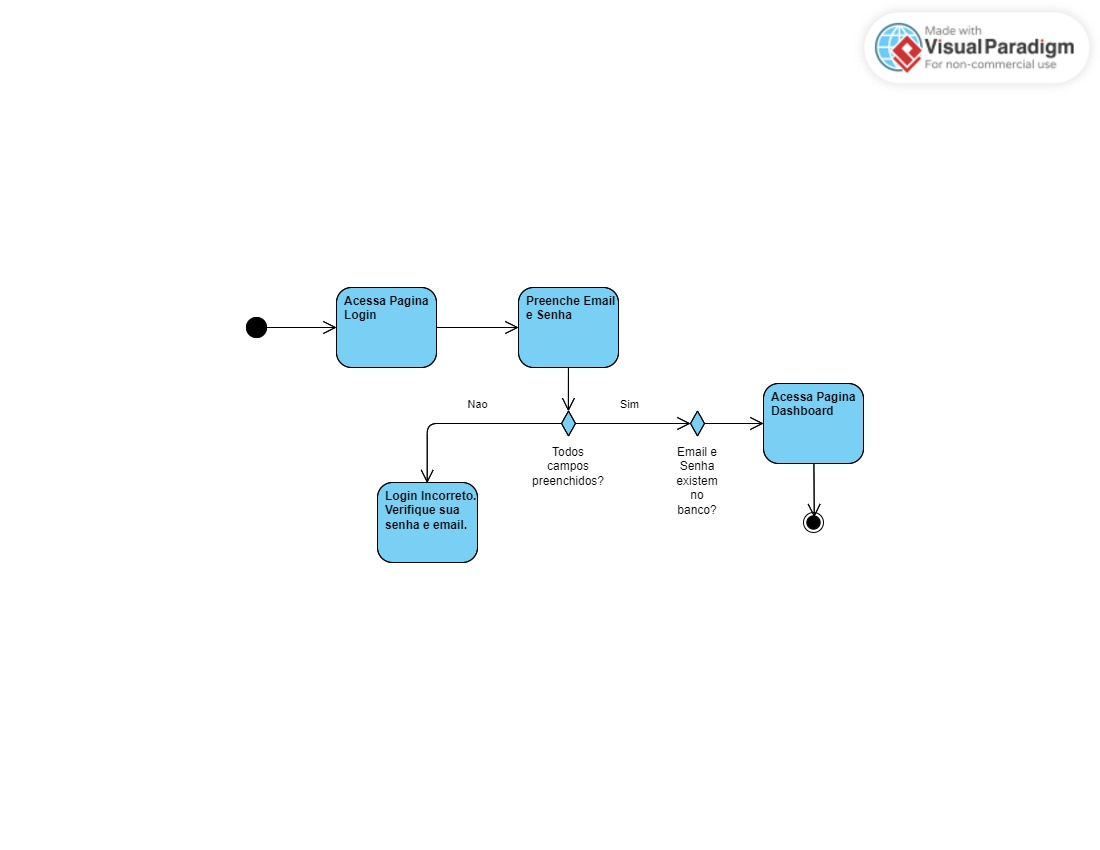 Made with
Visual Paradigm
For non-commercial use
Acessa Pagina
Login
Preenche Email
e Senha
Nao
Sim
Acessa Pagina
Dashboard
Todos
campos
preenchidos?
Email e
Senha
existem
no
banco?
Login Incorreto.
Verifique sua
senha e email.